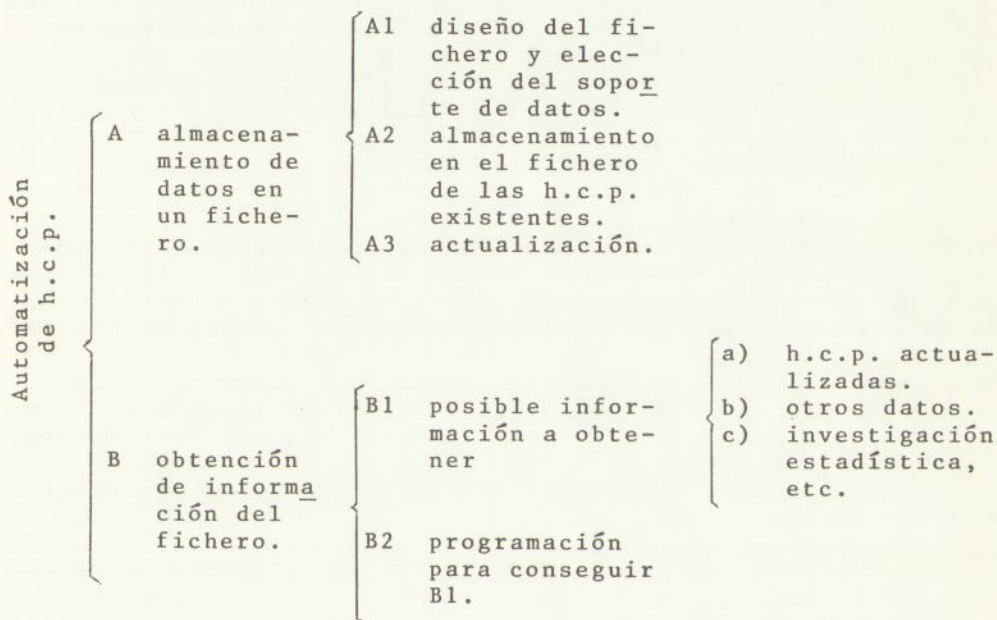 Automatización
de h.c.p.
A almacena-
miento de
datos en
un fiche-
ro.
A1 diseño del fi-
chero y elec-
ción del sopor
te de datos.
A2 almacenamiento
en el fichero
de las h.c.p.
existentes.
A3 actualización.
B obtención
de informa
ción del
fichero.
B1 posible infor-
mación a obte-
ner
a) h.c.p. actua-
lizadas.
b) otros datos.
c) investigación
estadística,
etc.
B2 programación
para conseguir
B1.